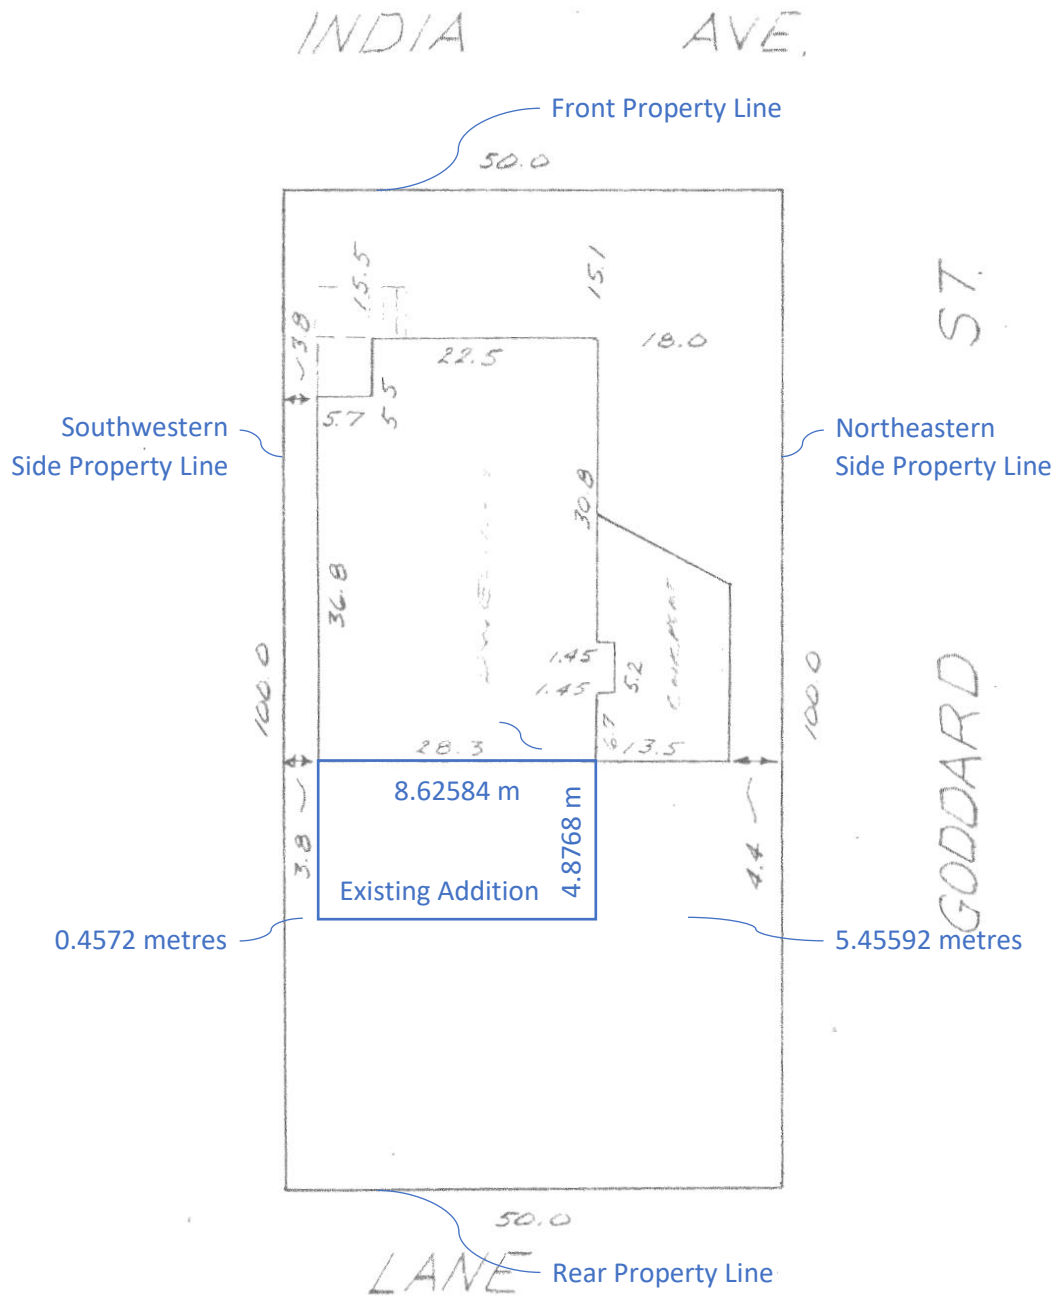 INDIA AVE.
Front Property Line
50.0
15.5
15.1
ST.
3.8
22.5
18.0
5.7
5.5
Southwestern
Side Property Line
Northeastern
Side Property Line
30.8
36.8
CARPORT
1.45
5.2
1.45
100.0
100.0
6.7
28.3
13.5
8.62584 m
4.8768 m
3.8
4.4
GODDARD
Existing Addition
0.4572 metres
5.45592 metres
50.0
LANE
Rear Property Line